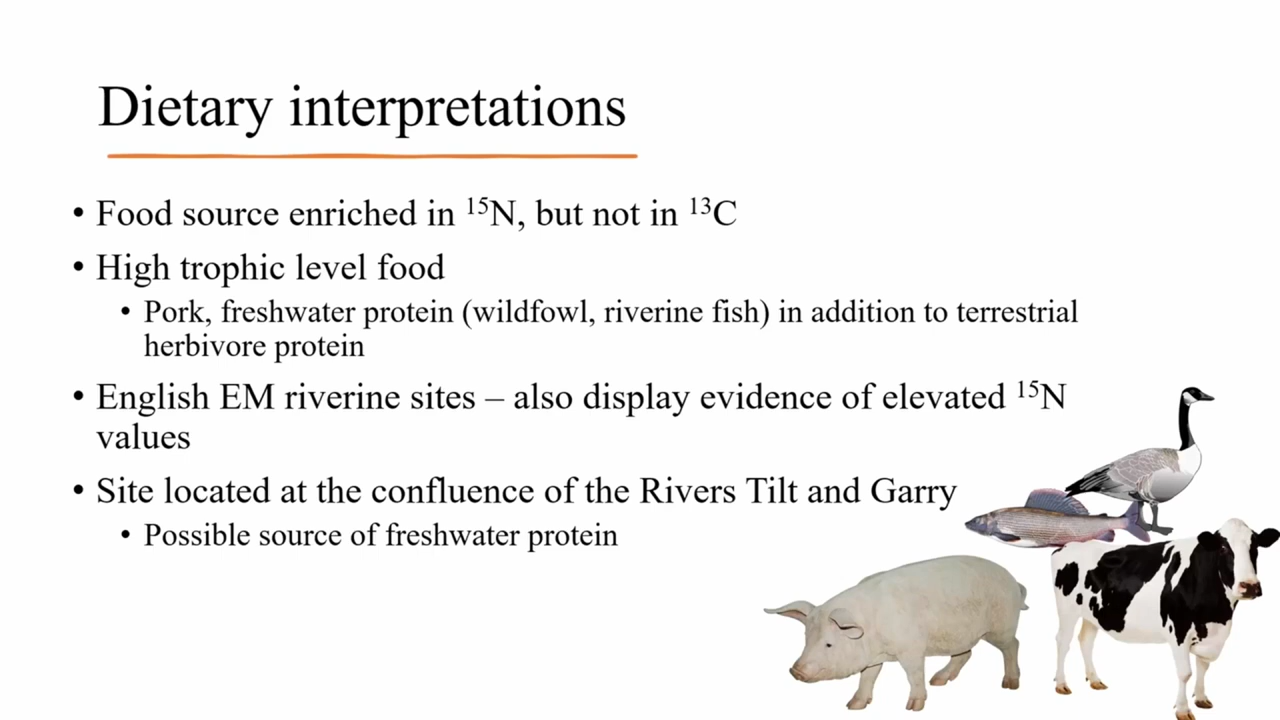 Dietary interpretations
• Food source enriched in ¹⁵N, but not in ¹³C
• High trophic level food
• Pork, freshwater protein (wildfowl, riverine fish) in addition to terrestrial
herbivore protein
• English EM riverine sites – also display evidence of elevated ¹⁵N
values
• Site located at the confluence of the Rivers Tilt and Garry
• Possible source of freshwater protein